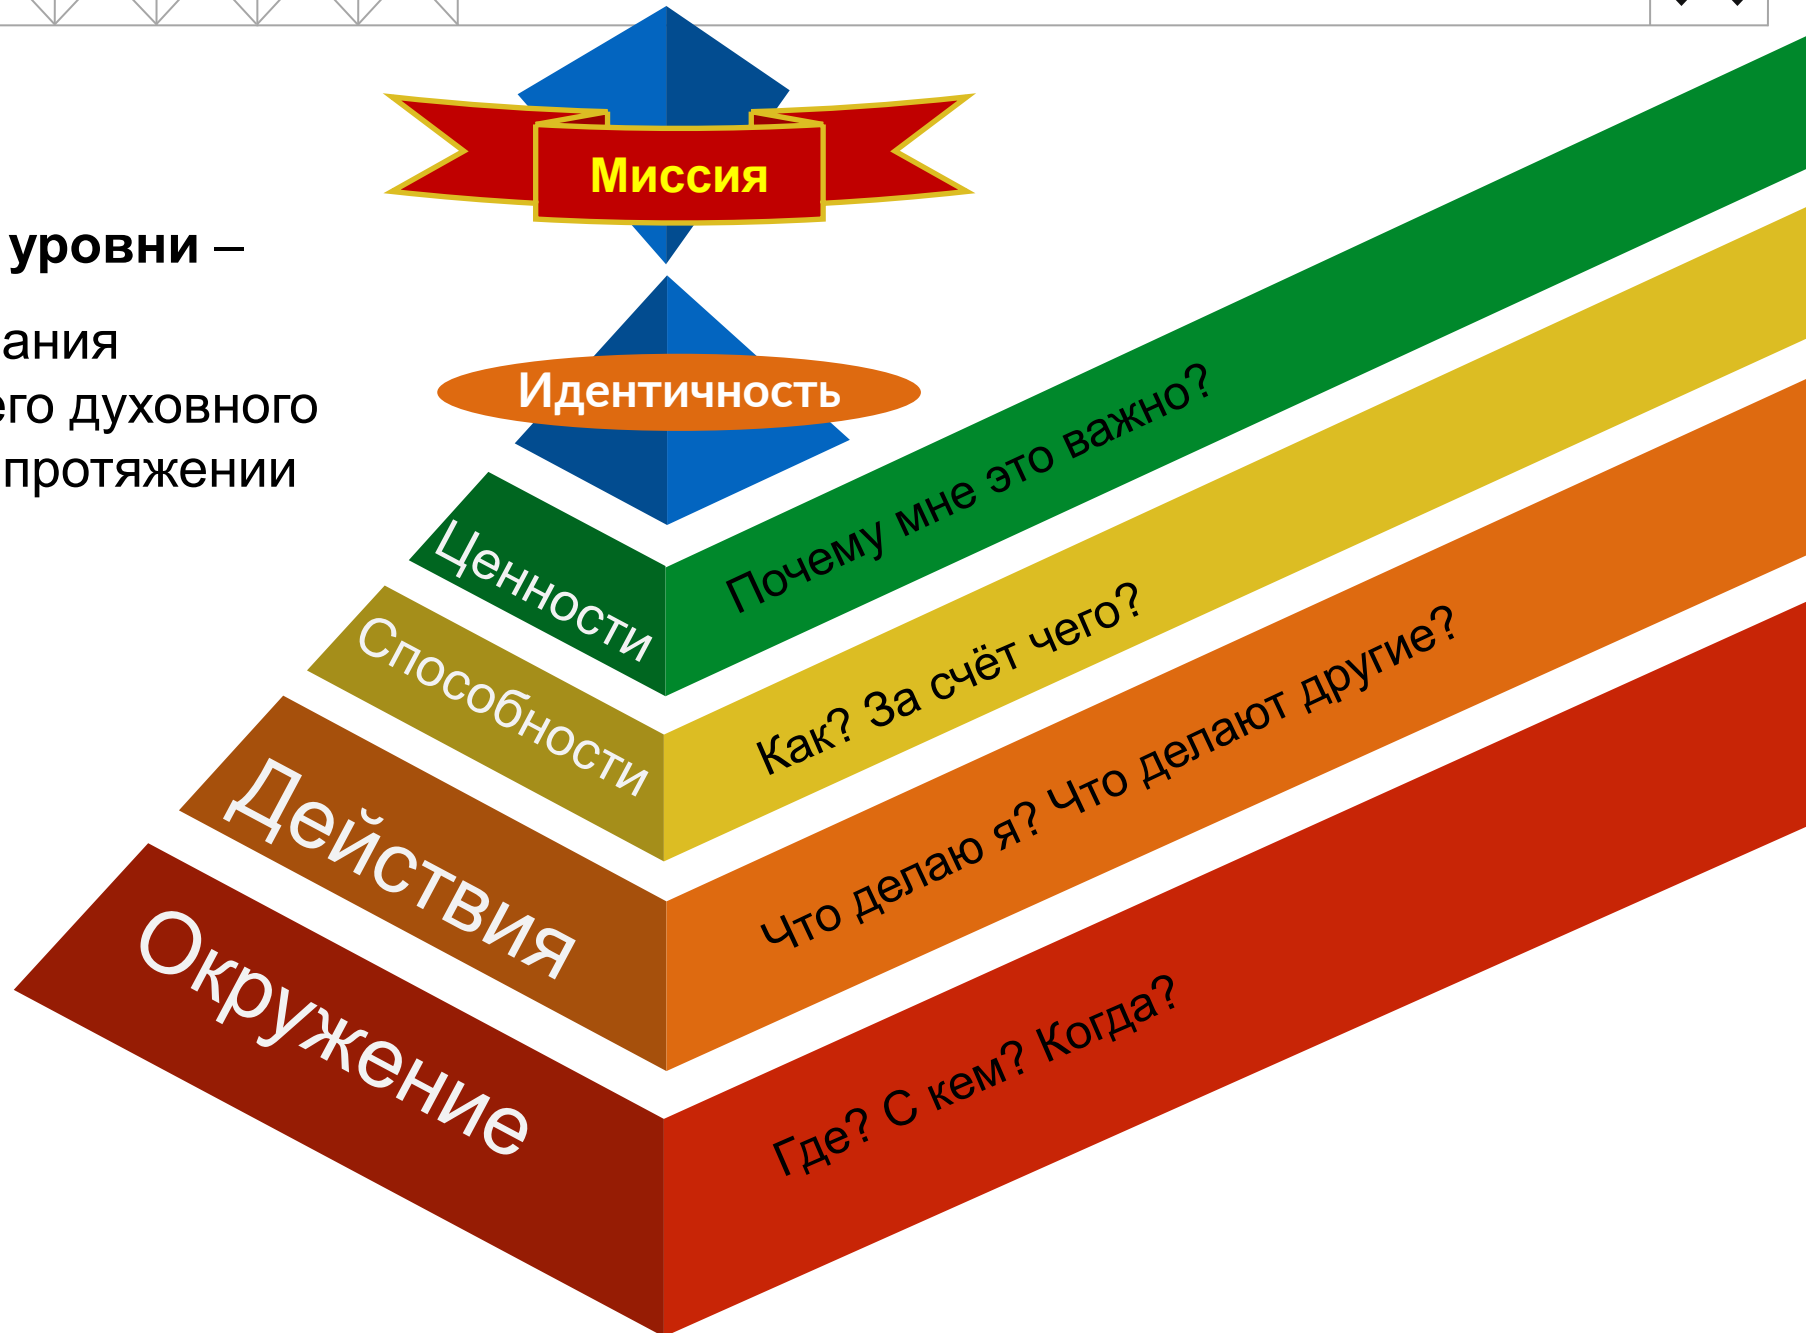 Миссия
уровни –
ания
его духовного
протяжении
Идентичность
Ценности
Почему мне это важно?
Способности
Как? За счёт чего?
Действия
Что делаю я? Что делают другие?
Окружение
Где? С кем? Когда?